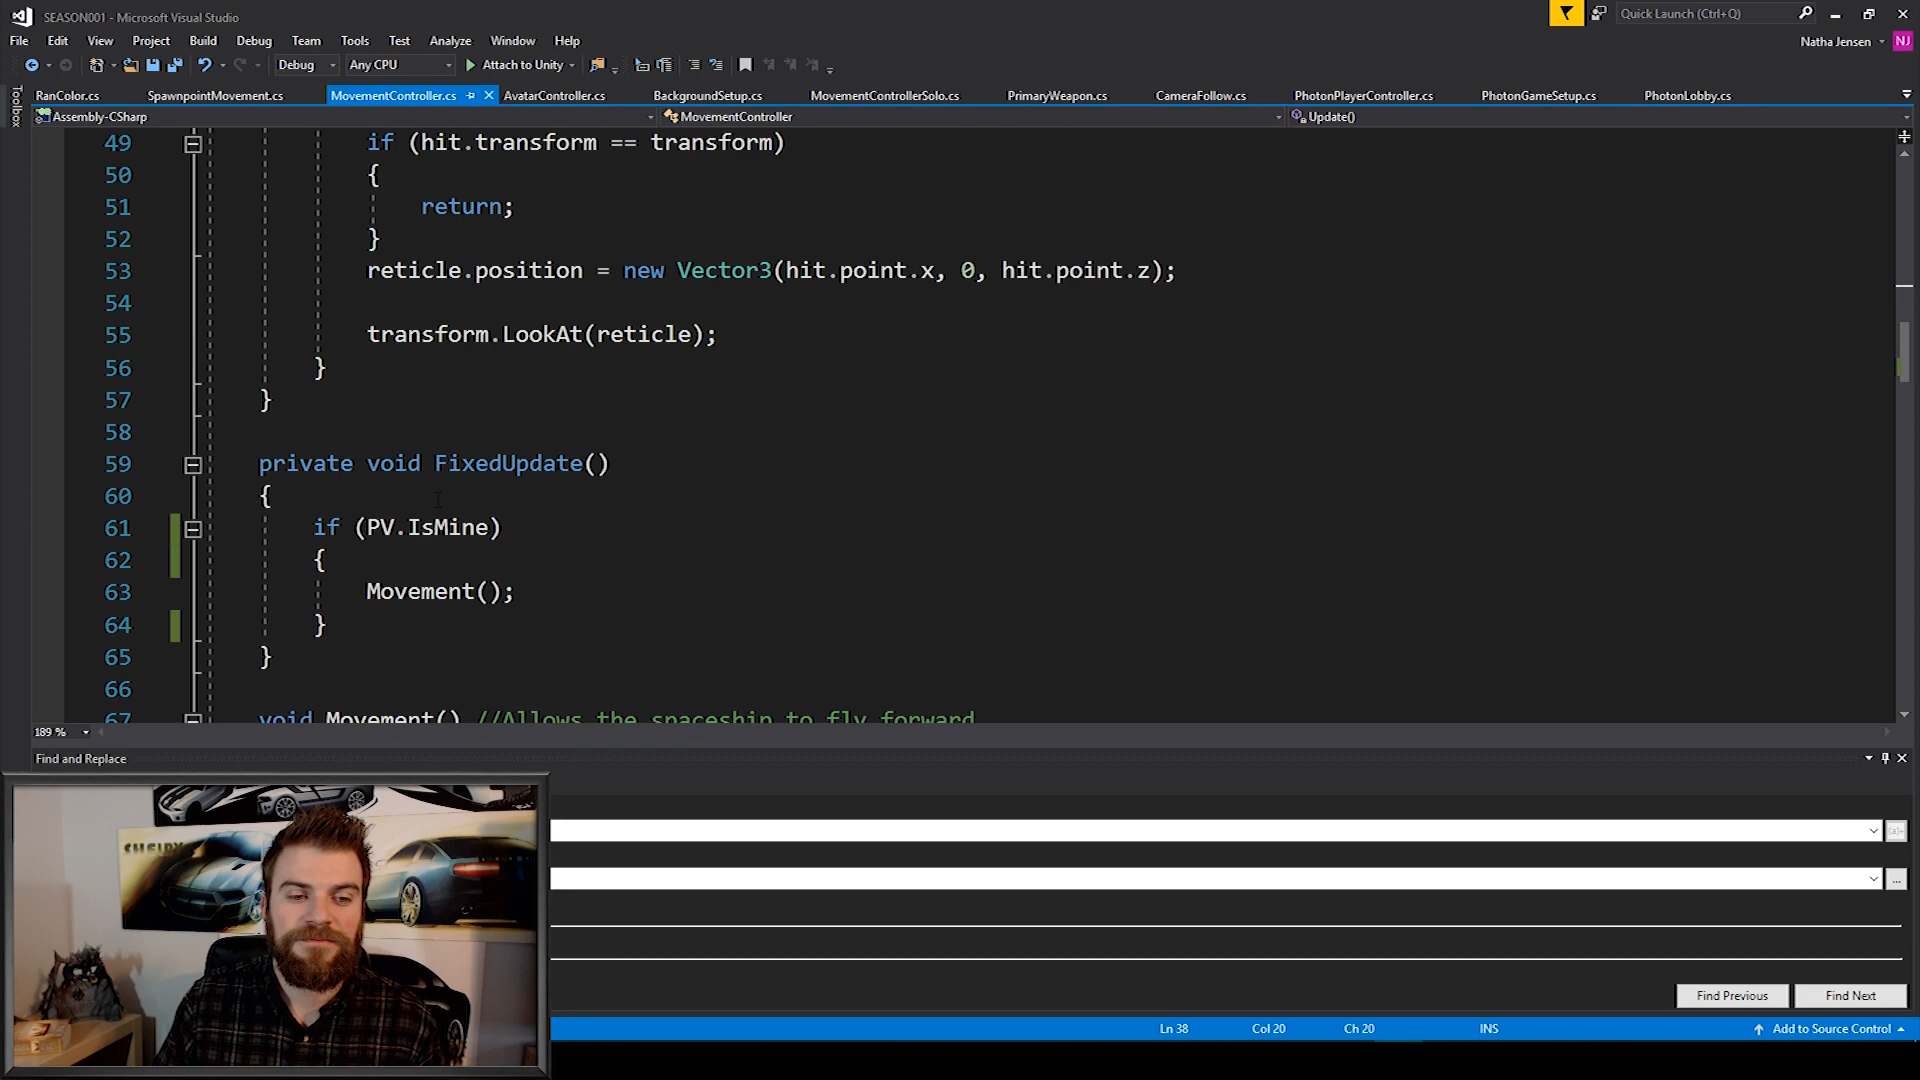 SEASON001 - Microsoft Visual Studio
Quick Launch (Ctrl+Q)
File Edit View Project Build Debug Team Tools Test Analyze Window Help
Natha Jensen NJ
Debug Any CPU Attach to Unity
Toolbox
RanColor.cs SpawnpointMovement.cs MovementController.cs AvatarController.cs BackgroundSetup.cs MovementControllerSolo.cs PrimaryWeapon.cs CameraFollow.cs PhotonPlayerController.cs PhotonGameSetup.cs PhotonLobby.cs
Assembly-CSharp MovementController Update()
49 if (hit.transform == transform)
50 {
51 return;
52 }
53 reticle.position = new Vector3(hit.point.x, 0, hit.point.z);
54
55 transform.LookAt(reticle);
56 }
57 }
58
59 private void FixedUpdate()
60 {
61 if (PV.IsMine)
62 {
63 Movement();
64 }
65 }
66
67 void Movement() //Allows the spaceship to fly forward
189 %
Find and Replace
SHELBY
...
Find Previous Find Next
Ln 38 Col 20 Ch 20 INS Add to Source Control